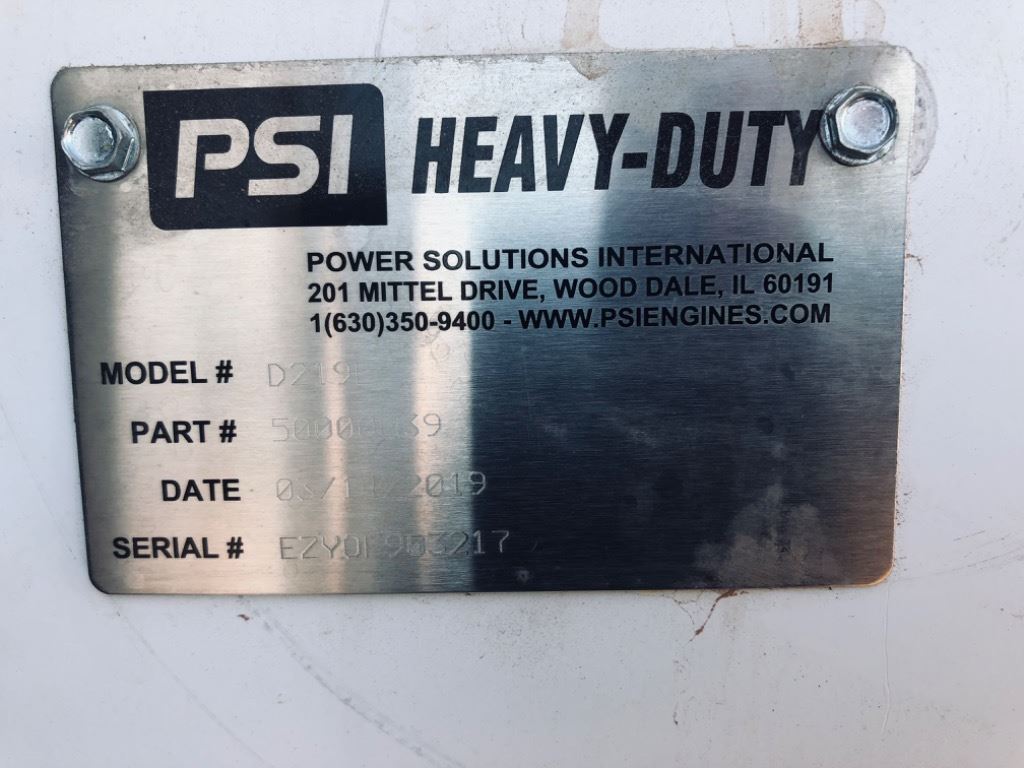 PSI HEAVY-DUTY
POWER SOLUTIONS INTERNATIONAL
201 MITTEL DRIVE, WOOD DALE, IL 60191
1(630)350-9400 - WWW.PSIENGINES.COM
MODEL #
PART #
DATE
SERIAL #